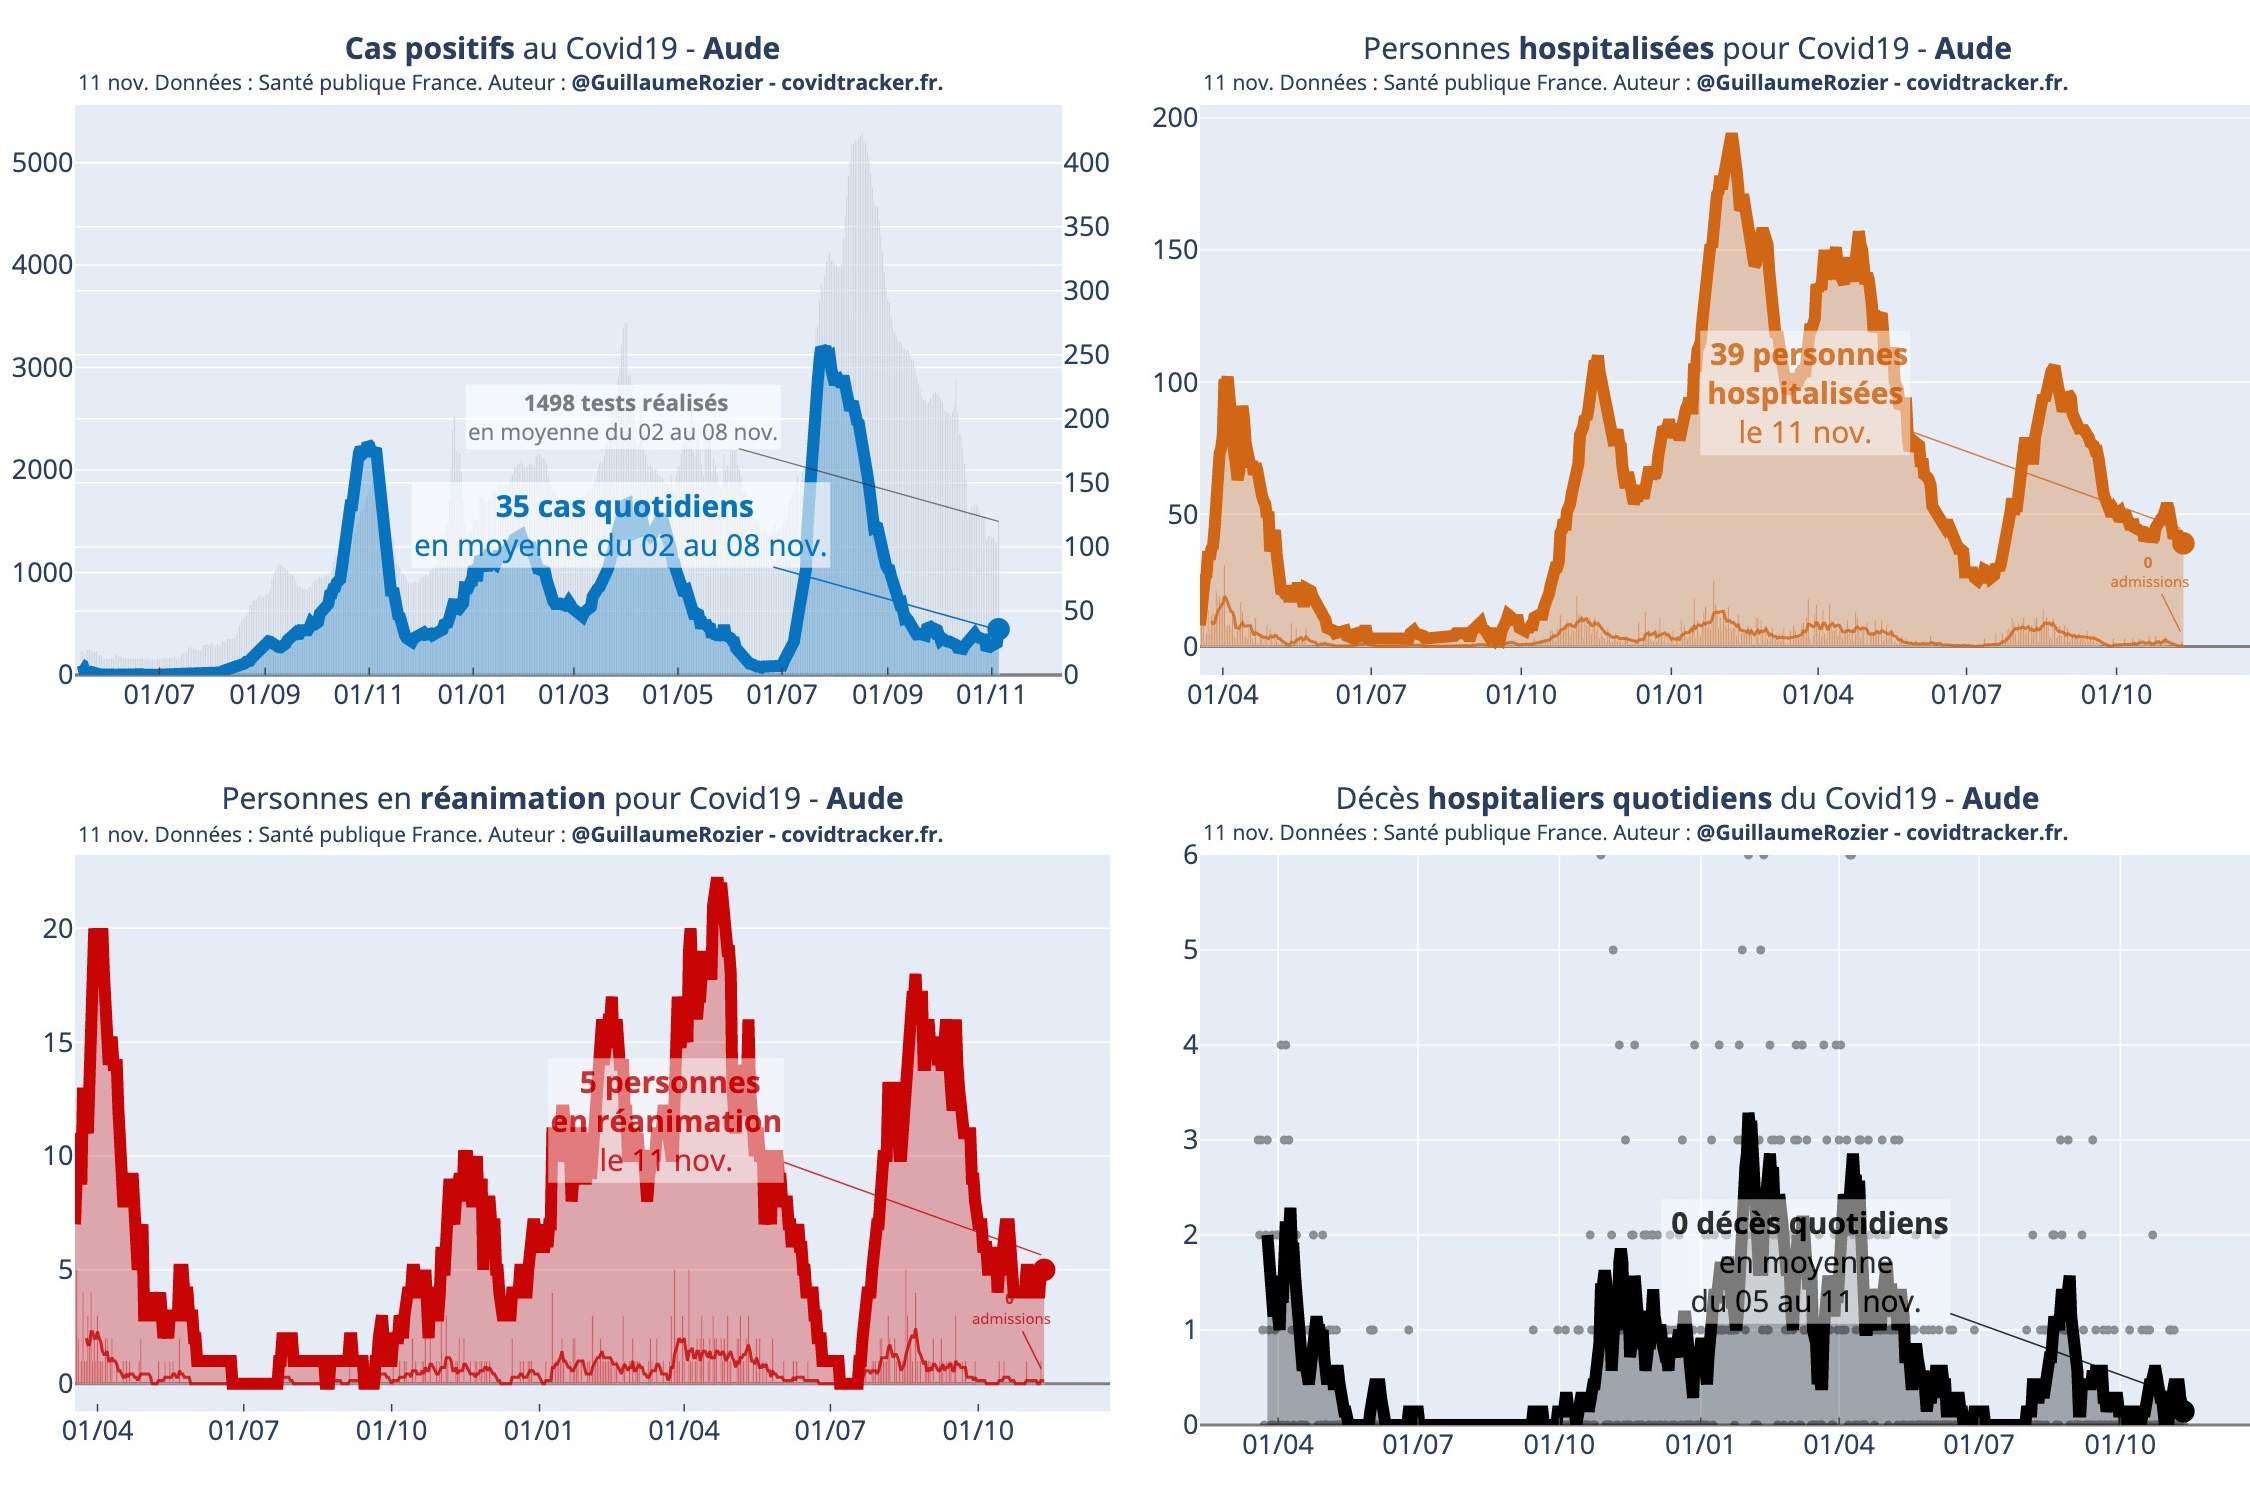 Cas positifs au Covid19 - Aude
11 nov. Données : Santé publique France. Auteur : @GuillaumeRozier - covidtracker.fr.
5000
4000
3000
2000
1000
0
400
350
300
250
200
150
100
50
0
1498 tests réalisés
en moyenne du 02 au 08 nov.
35 cas quotidiens
en moyenne du 02 au 08 nov.
01/07 01/09 01/11 01/01 01/03 01/05 01/07 01/09 01/11
Personnes hospitalisées pour Covid19 - Aude
11 nov. Données : Santé publique France. Auteur : @GuillaumeRozier - covidtracker.fr.
200
150
100
50
0
39 personnes
hospitalisées
le 11 nov.
0
admissions
01/04 01/07 01/10 01/01 01/04 01/07 01/10
Personnes en réanimation pour Covid19 - Aude
11 nov. Données : Santé publique France. Auteur : @GuillaumeRozier - covidtracker.fr.
20
15
10
5
0
5 personnes
en réanimation
le 11 nov.
0
admissions
01/04 01/07 01/10 01/01 01/04 01/07 01/10
Décès hospitaliers quotidiens du Covid19 - Aude
11 nov. Données : Santé publique France. Auteur : @GuillaumeRozier - covidtracker.fr.
6
5
4
3
2
1
0
0 décès quotidiens
en moyenne
du 05 au 11 nov.
01/04 01/07 01/10 01/01 01/04 01/07 01/10